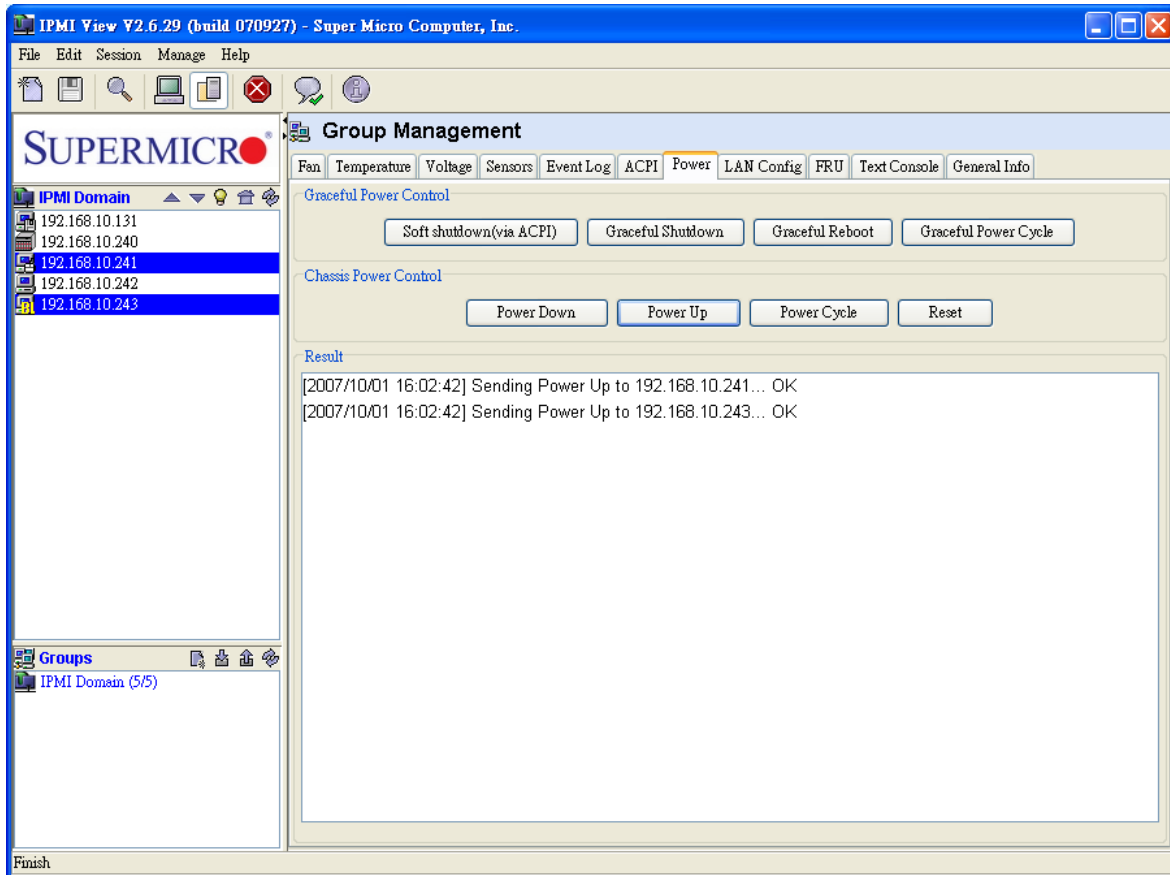 IPMI View V2.6.29 (build 070927) - Super Micro Computer, Inc.
File Edit Session Manage Help
SUPERMICRO
Group Management
Fan Temperature Voltage Sensors Event Log ACPI Power LAN Config FRU Text Console General Info
IPMI Domain
192.168.10.131
192.168.10.240
192.168.10.241
192.168.10.242
192.168.10.243
Graceful Power Control
Soft shutdown(via ACPI) Graceful Shutdown Graceful Reboot Graceful Power Cycle
Chassis Power Control
Power Down Power Up Power Cycle Reset
Result
[2007/10/01 16:02:42] Sending Power Up to 192.168.10.241... OK
[2007/10/01 16:02:42] Sending Power Up to 192.168.10.243... OK
Groups
IPMI Domain (5/5)
Finish